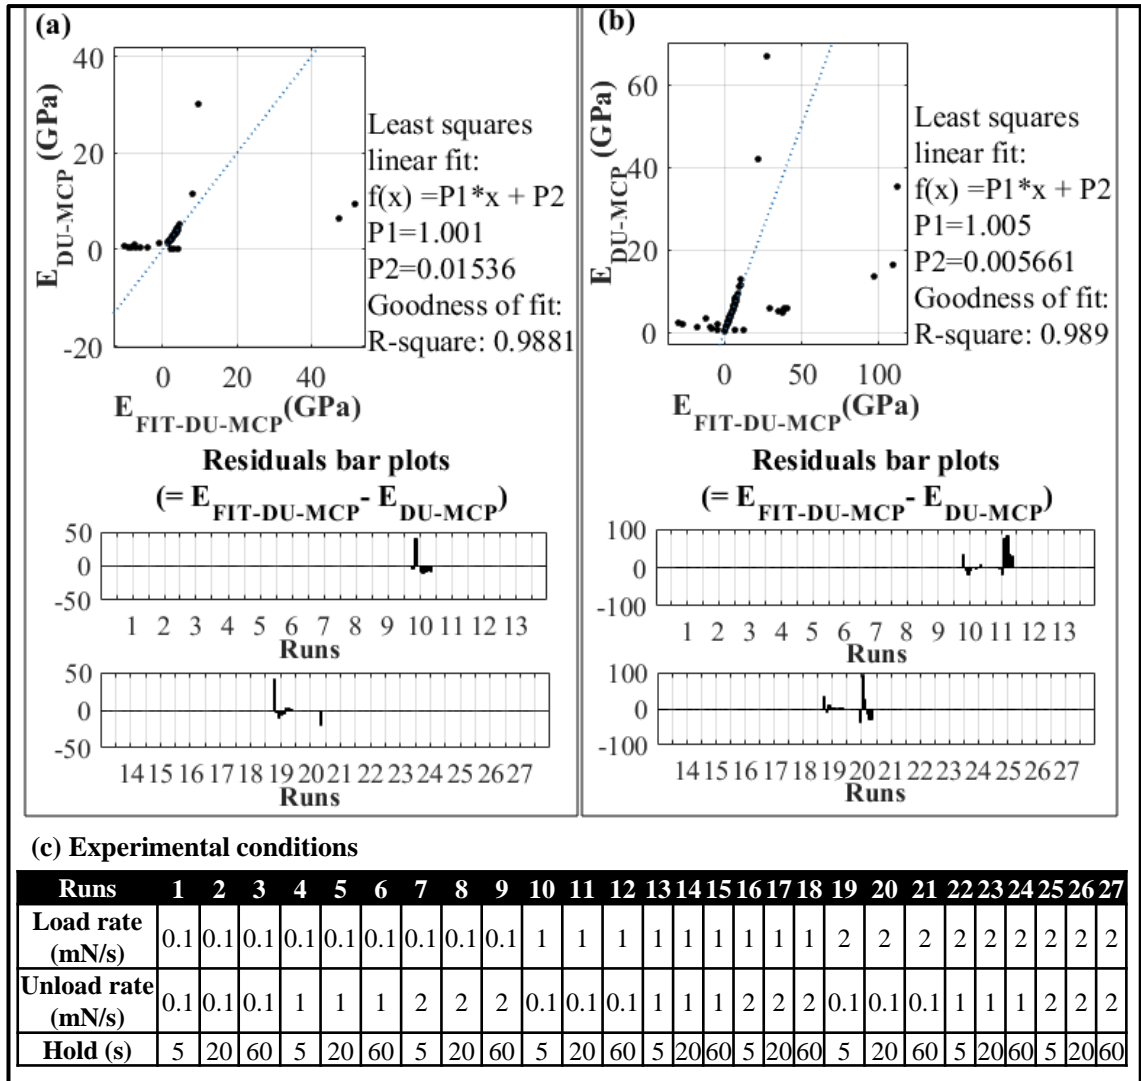 (a)
40
20
0
-20
E DU-MCP (GPa)
0 20 40
E FIT-DU-MCP (GPa)
Least squares
linear fit:
f(x) =P1*x + P2
P1=1.001
P2=0.01536
Goodness of fit:
R-square: 0.9881
Residuals bar plots
(= E FIT-DU-MCP - E DU-MCP)
50
0
-50
1 2 3 4 5 6 7 8 9 10 11 12 13
Runs
50
0
-50
14 15 16 17 18 19 20 21 22 23 24 26 27
Runs
(b)
60
40
20
0
E DU-MCP (GPa)
0 50 100
E FIT-DU-MCP (GPa)
Least squares
linear fit:
f(x) =P1*x + P2
P1=1.005
P2=0.005661
Goodness of fit:
R-square: 0.989
Residuals bar plots
(= E FIT-DU-MCP - E DU-MCP)
100
0
-100
1 2 3 4 5 6 7 8 9 10 11 12 13
Runs
100
0
-100
14 15 16 17 18 19 20 21 22 23 24 26 27
Runs
(c) Experimental conditions
Runs 1 2 3 4 5 6 7 8 9 10 11 12 13 14 15 16 17 18 19 20 21 22 23 24 25 26 27
Load rate
(mN/s) 0.1 0.1 0.1 0.1 0.1 0.1 0.1 0.1 0.1 1 1 1 1 1 1 1 1 1 2 2 2 2 2 2 2 2 2
Unload rate
(mN/s) 0.1 0.1 0.1 1 1 1 2 2 2 0.1 0.1 0.1 1 1 1 2 2 2 0.1 0.1 0.1 1 1 1 2 2 2
Hold (s) 5 20 60 5 20 60 5 20 60 5 20 60 5 20 60 5 20 60 5 20 60 5 20 60 5 20 60